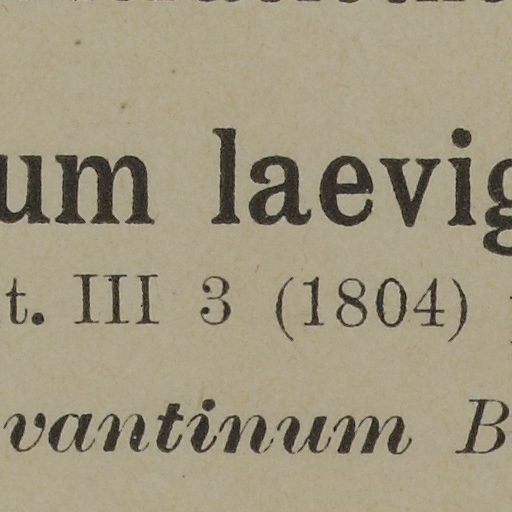 um laevig
t. III 3 (1804)
vantinum B